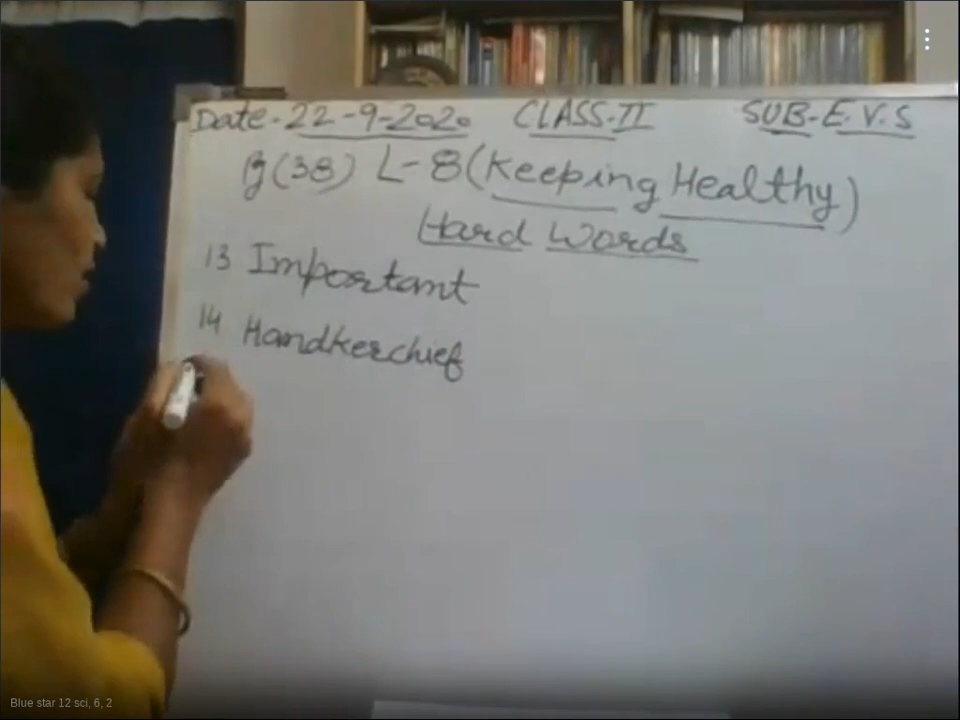 Date - 22-9-2020 CLASS-II SUB-E.V.S
Pg(38) L-8(Keeping Healthy)
Hard Words
13 Important
14 Handkerchief
Blue star 12 sci, 6, 2